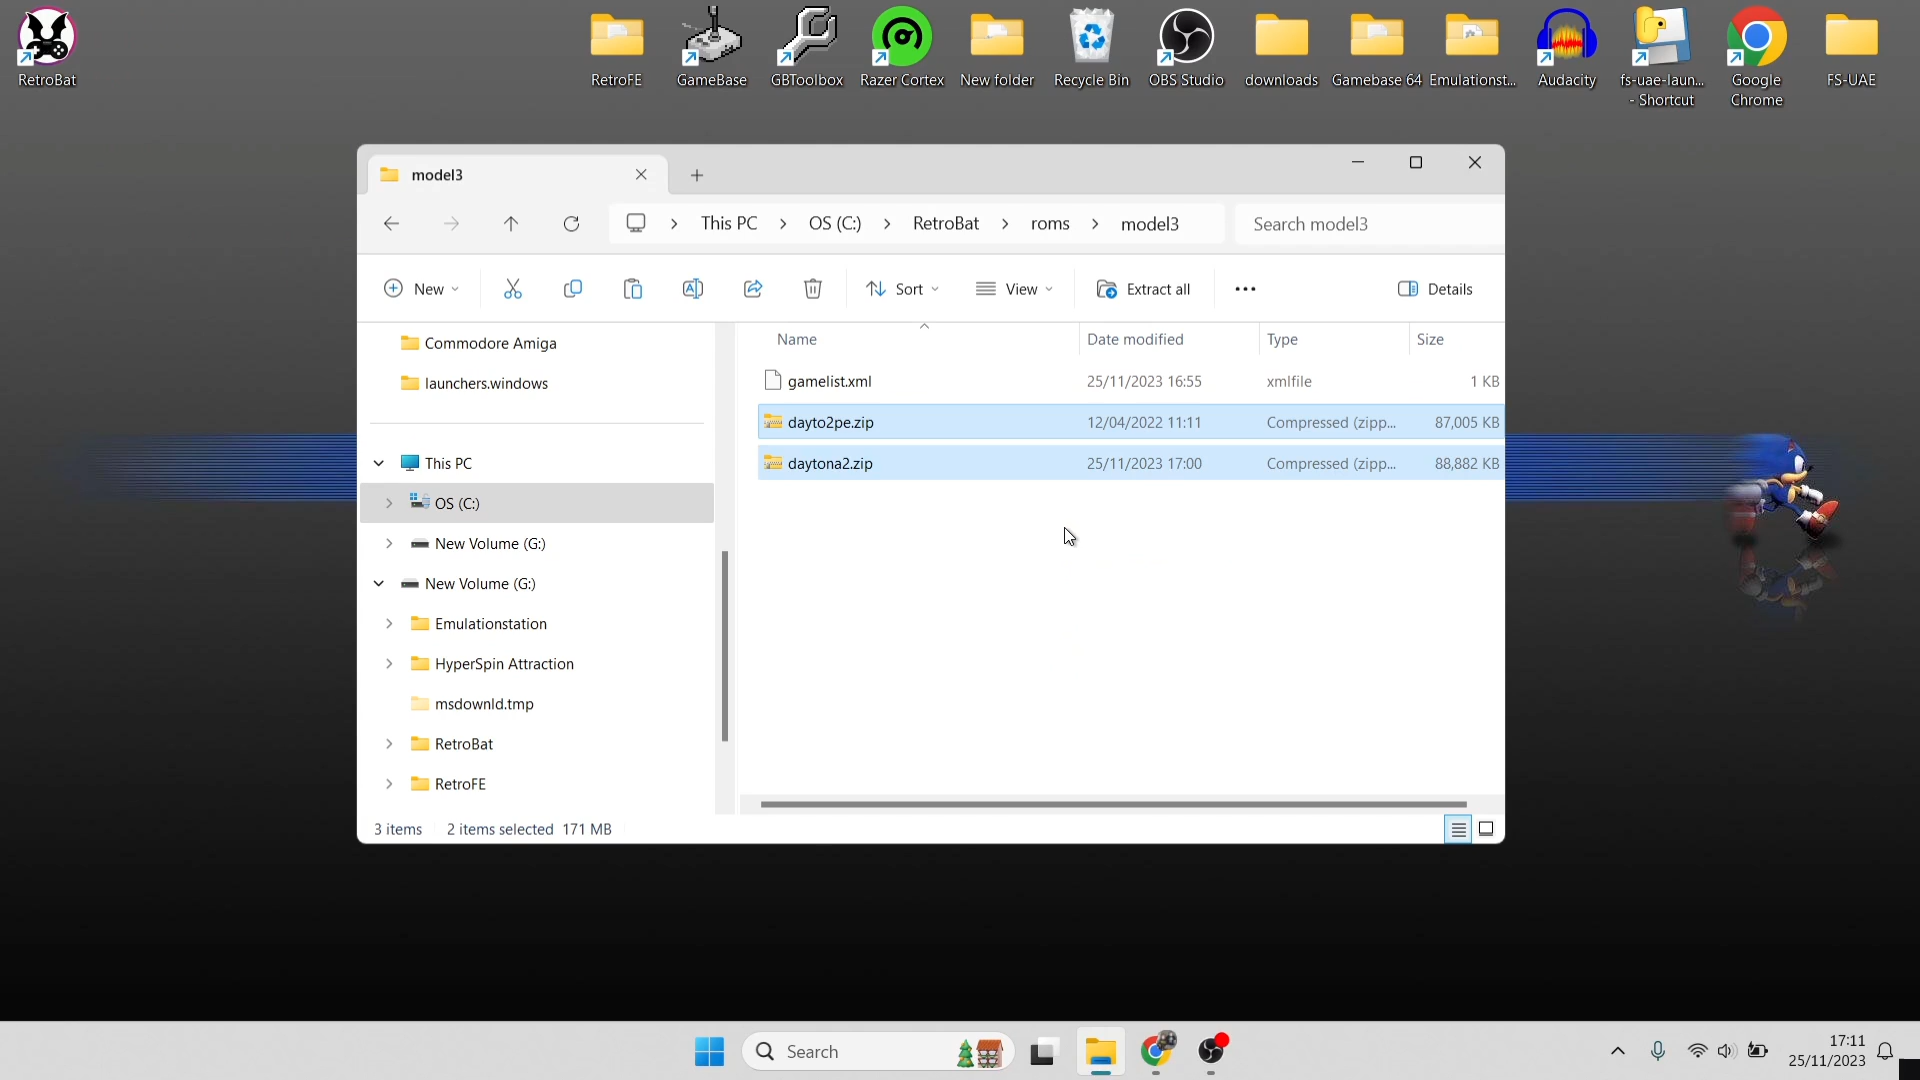 RetroBat
RetroFE
GameBase
GBToolbox
Razer Cortex
New folder
Recycle Bin
OBS Studio
downloads
Gamebase 64
Emulationst...
Audacity
fs-uae-laun...
- Shortcut
Google
Chrome
FS-UAE
model3
This PC > OS (C:) > RetroBat > roms > model3
Search model3
New
Sort
View
Extract all
Details
Commodore Amiga
launchers.windows
This PC
OS (C:)
New Volume (G:)
New Volume (G:)
Emulationstation
HyperSpin Attraction
msdownld.tmp
RetroBat
RetroFE
Name Date modified Type Size
gamelist.xml 25/11/2023 16:55 xmlfile 1 KB
dayto2pe.zip 12/04/2022 11:11 Compressed (zipp... 87,005 KB
daytona2.zip 25/11/2023 17:00 Compressed (zipp... 88,882 KB
3 items 2 items selected 171 MB
Search
17:11
25/11/2023